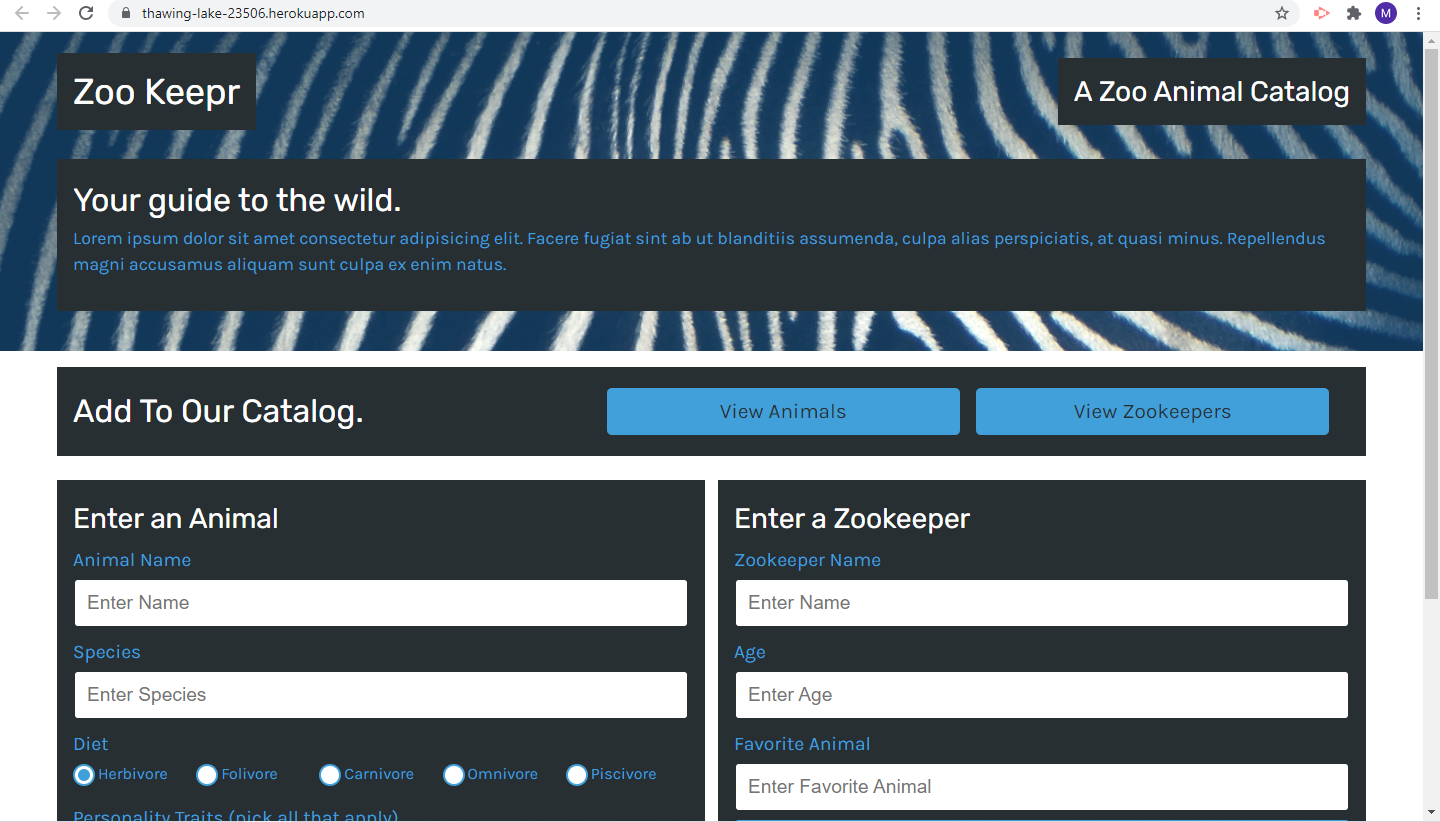 thawing-lake-23506.herokuapp.com
M
Zoo Keepr
A Zoo Animal Catalog
Your guide to the wild.
Lorem ipsum dolor sit amet consectetur adipisicing elit. Facere fugiat sint ab ut blanditiis assumenda, culpa alias perspiciatis, at quasi minus. Repellendus
magni accusamus aliquam sunt culpa ex enim natus.
Add To Our Catalog.
View Animals
View Zookeepers
Enter an Animal
Animal Name
Enter Name
Species
Enter Species
Diet
Herbivore Folivore Carnivore Omnivore Piscivore
Personality Traits (pick all that apply)
Enter a Zookeeper
Zookeeper Name
Enter Name
Age
Enter Age
Favorite Animal
Enter Favorite Animal